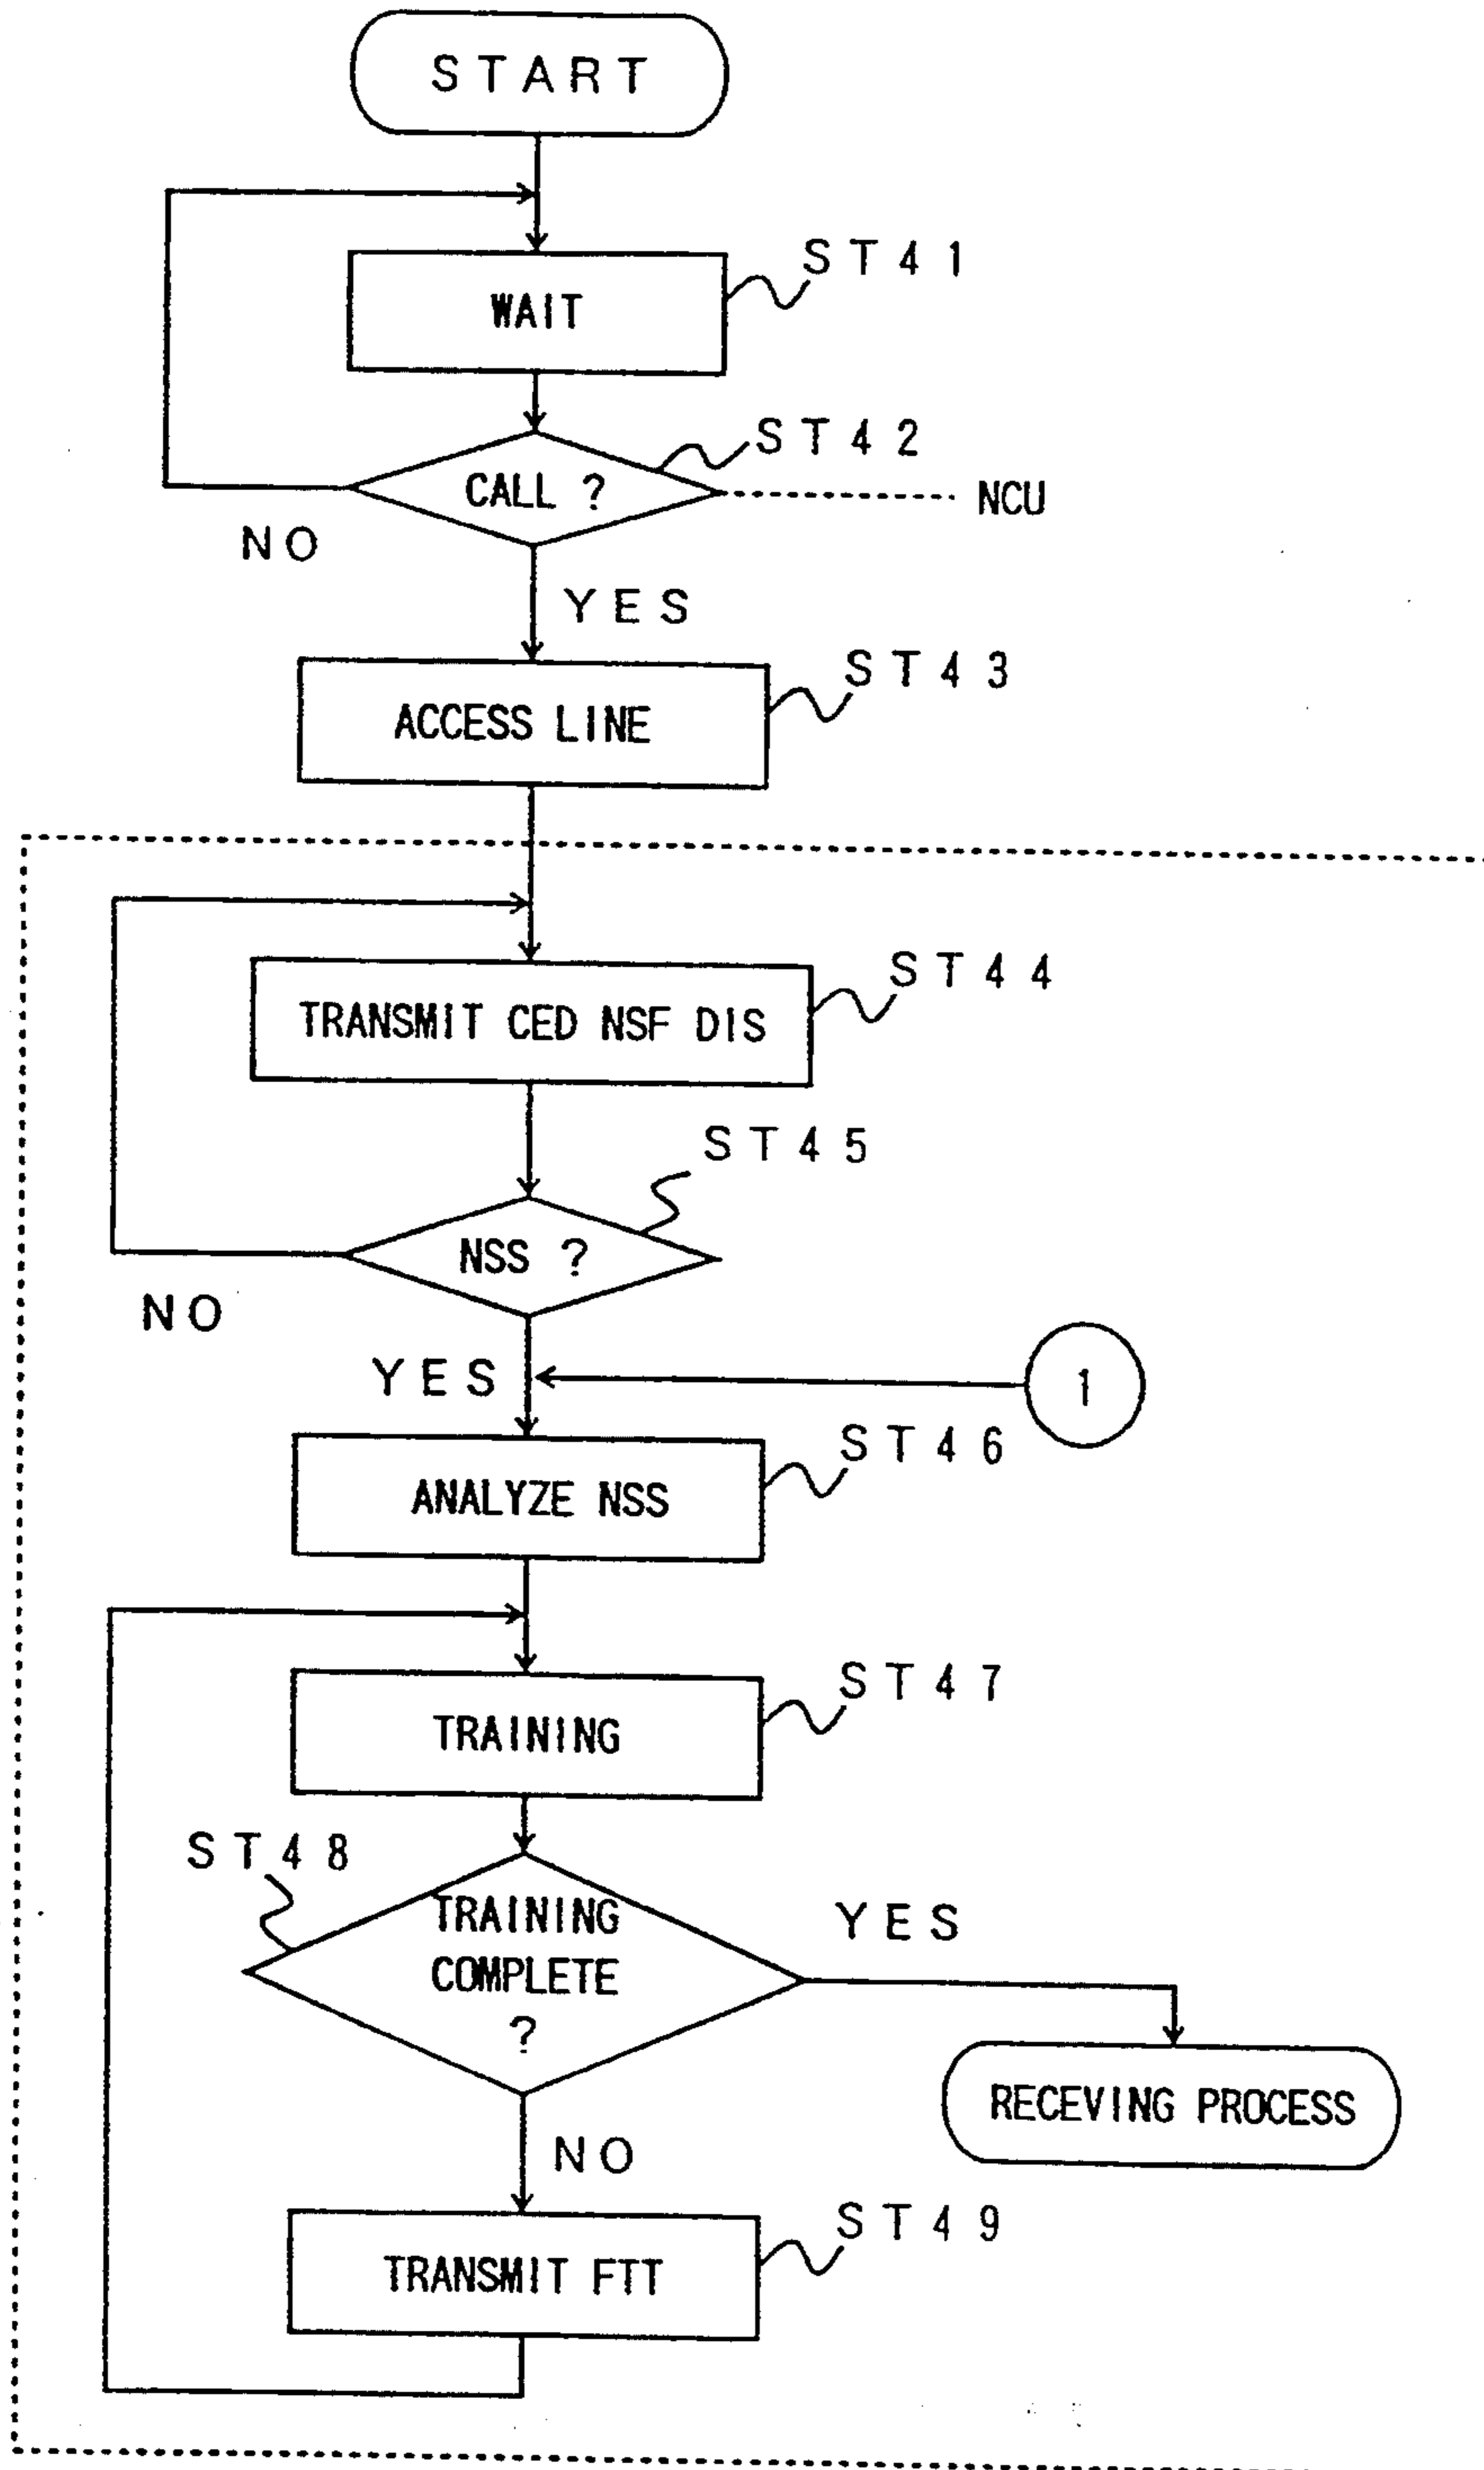 START
ST41
WAIT
ST42
CALL ?
NCU
NO
YES
ST43
ACCESS LINE
ST44
TRANSMIT CED NSF DIS
ST45
NSS ?
NO
YES
1
ST46
ANALYZE NSS
ST47
TRAINING
ST48
TRAINING
COMPLETE
?
YES
RECEVING PROCESS
NO
ST49
TRANSMIT FTT